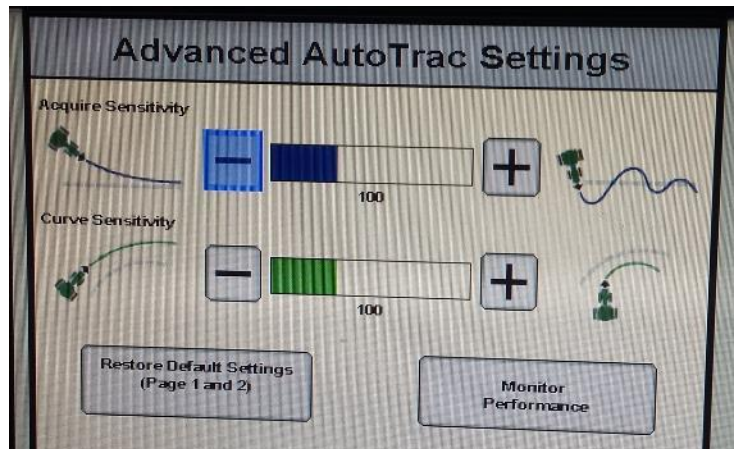 Advanced AutoTrac Settings
Acquire Sensitivity
100
Curve Sensitivity
100
Restore Default Settings
(Page 1 and 2)
Monitor
Performance